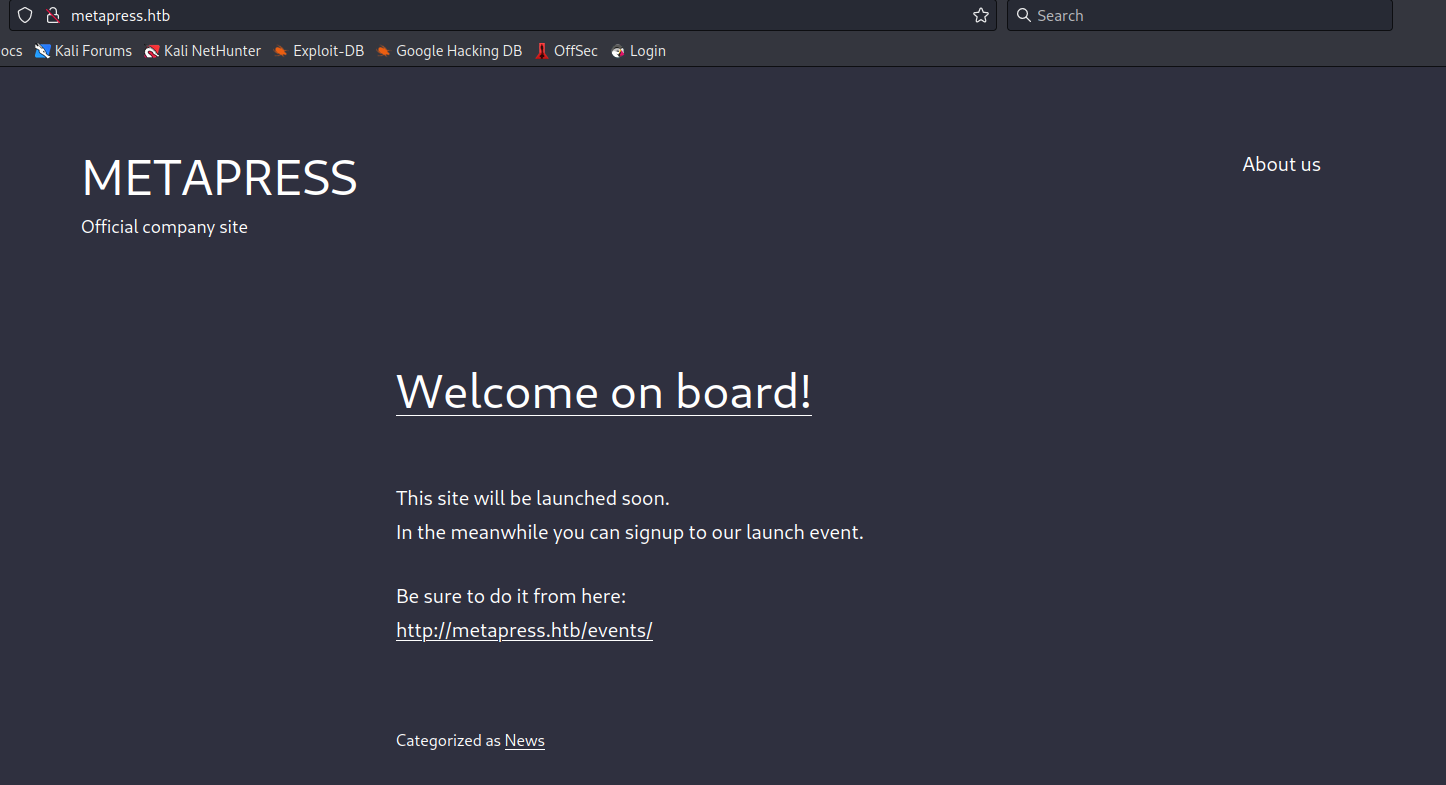 metapress.htb
Search
ocs Kali Forums Kali NetHunter Exploit-DB Google Hacking DB OffSec Login
METAPRESS
About us
Official company site
Welcome on board!
This site will be launched soon.
In the meanwhile you can signup to our launch event.
Be sure to do it from here:
http://metapress.htb/events/
Categorized as News